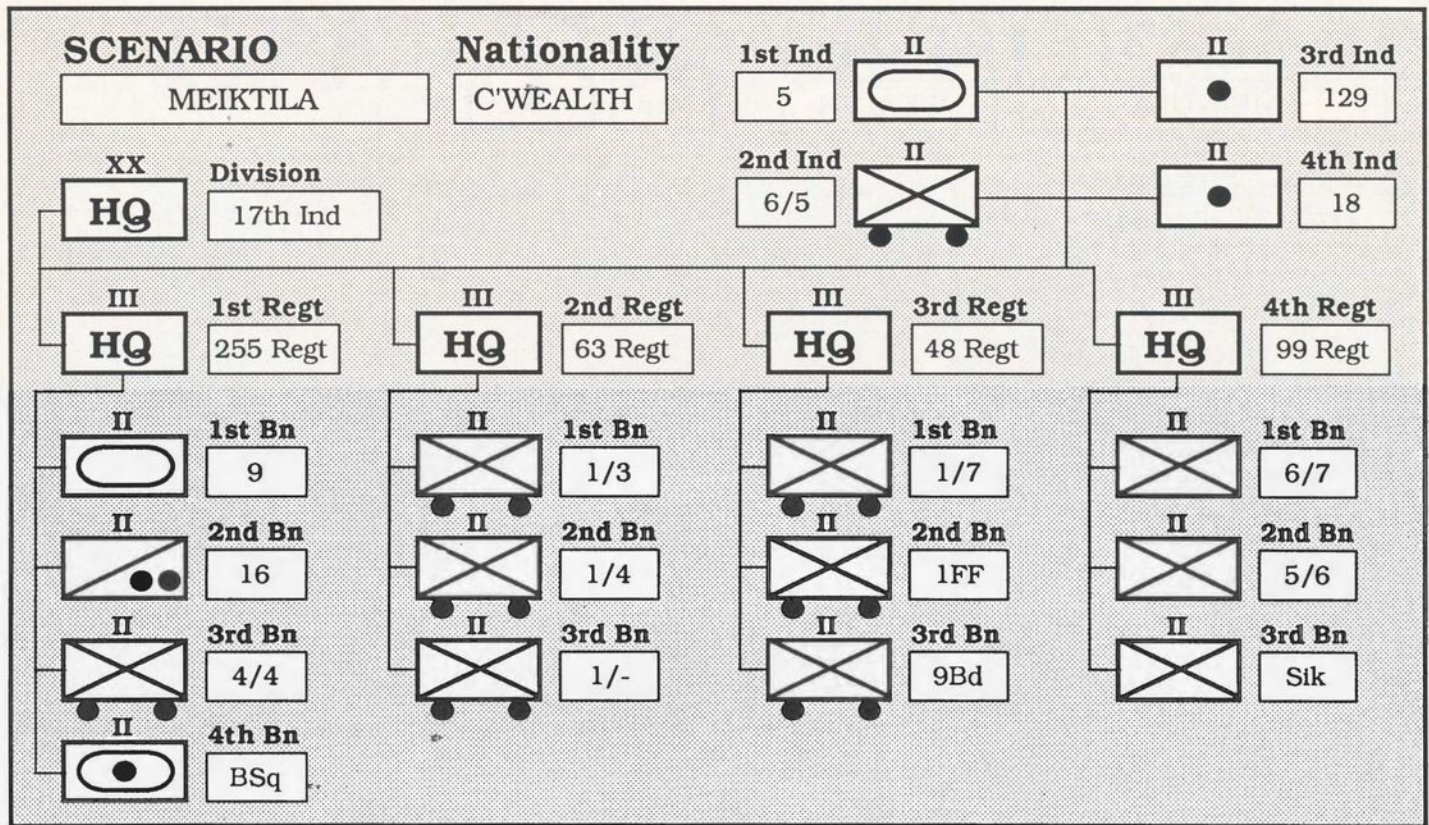 SCENARIO
MEIKTILA
Nationality
C'WEALTH
1st Ind
5
II
II
3rd Ind
129
2nd Ind
6/5
II
II
4th Ind
18
XX
HQ
Division
17th Ind
III
HQ
1st Regt
255 Regt
III
HQ
2nd Regt
63 Regt
III
HQ
3rd Regt
48 Regt
III
HQ
4th Regt
99 Regt
II
1st Bn
9
II
2nd Bn
16
II
3rd Bn
4/4
II
4th Bn
BSq
II
1st Bn
1/3
II
2nd Bn
1/4
II
3rd Bn
1/-
II
1st Bn
1/7
II
2nd Bn
1FF
II
3rd Bn
9Bd
II
1st Bn
6/7
II
2nd Bn
5/6
II
3rd Bn
Sik